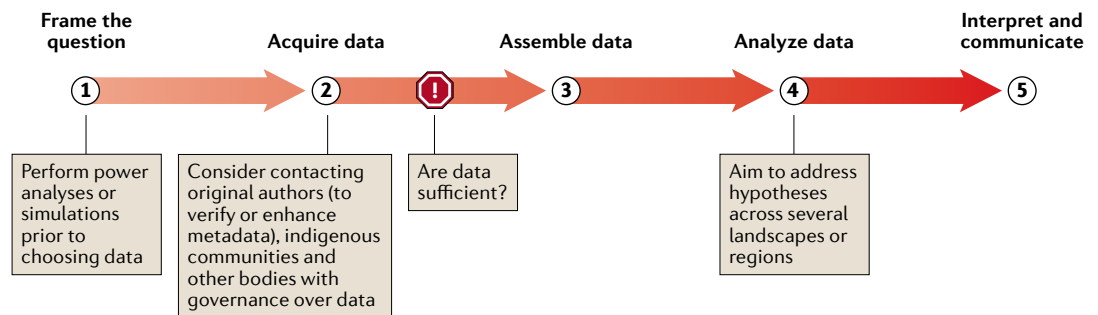 Frame the
question
Acquire data
Assemble data
Analyze data
Interpret and
communicate
1
2
!
3
4
5
Perform power
analyses or
simulations
prior to
choosing data
Consider contacting
original authors (to
verify or enhance
metadata), indigenous
communities and
other bodies with
governance over data
Are data
sufficient?
Aim to address
hypotheses
across several
landscapes or
regions